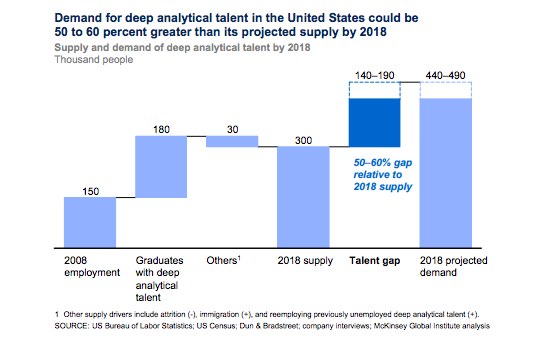 Demand for deep analytical talent in the United States could be
50 to 60 percent greater than its projected supply by 2018
Supply and demand of deep analytical talent by 2018
Thousand people
150
180
30
300
140–190
440–490
50–60% gap
relative to
2018 supply
2008
employment
Graduates
with deep
analytical
talent
Others¹
2018 supply
Talent gap
2018 projected
demand
1 Other supply drivers include attrition (-), immigration (+), and reemploying previously unemployed deep analytical talent (+).
SOURCE: US Bureau of Labor Statistics; US Census; Dun & Bradstreet; company interviews; McKinsey Global Institute analysis